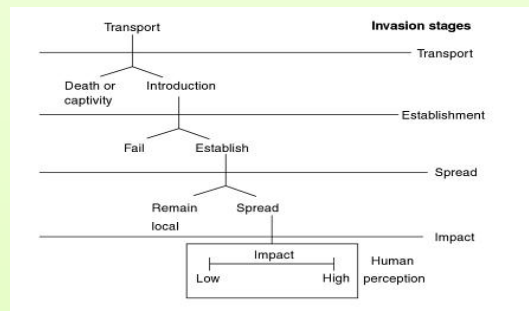 Transport
Invasion stages
Transport
Death or
captivity
Introduction
Establishment
Fail
Establish
Spread
Remain
local
Spread
Impact
Impact
Low
High
Human
perception